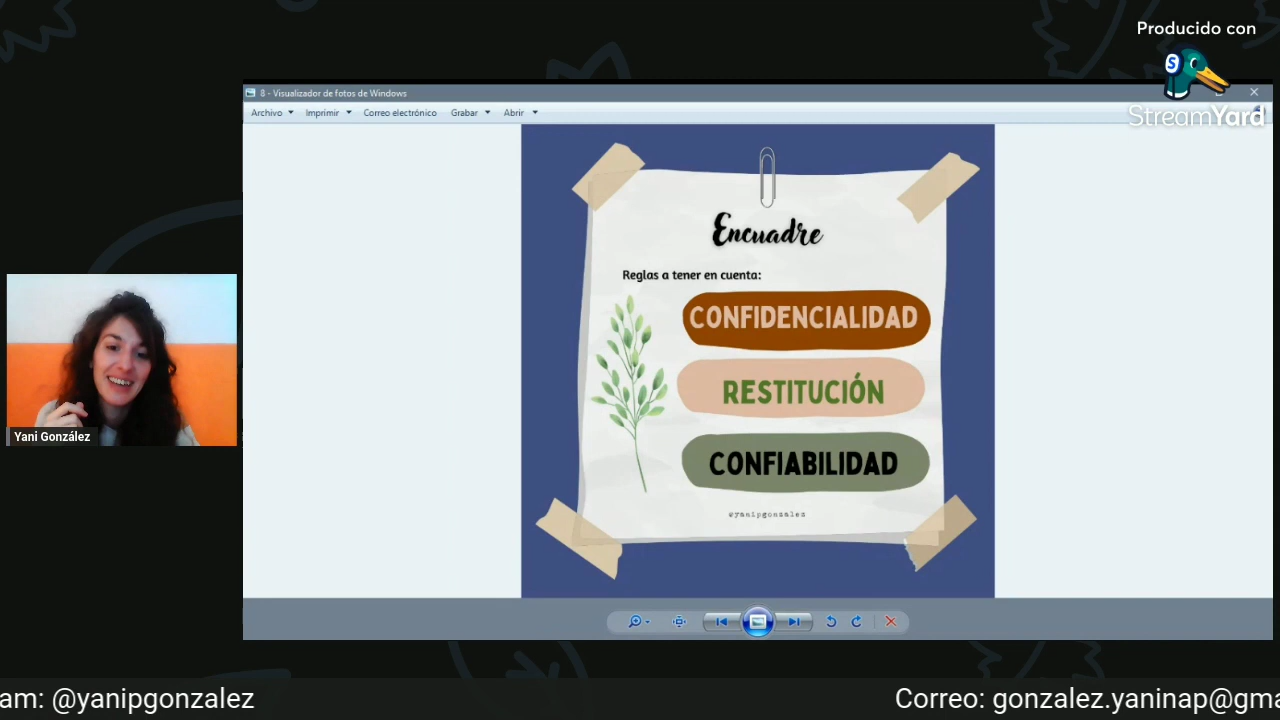 Producido con
StreamYard
8 - Visualizador de fotos de Windows
Archivo Imprimir Correo electrónico Grabar Abrir
Encuadre
Reglas a tener en cuenta:
CONFIDENCIALIDAD
RESTITUCIÓN
CONFIABILIDAD
@yanipgonzalez
Yani González
am: @yanipgonzalez
Correo: gonzalez.yaninap@gma